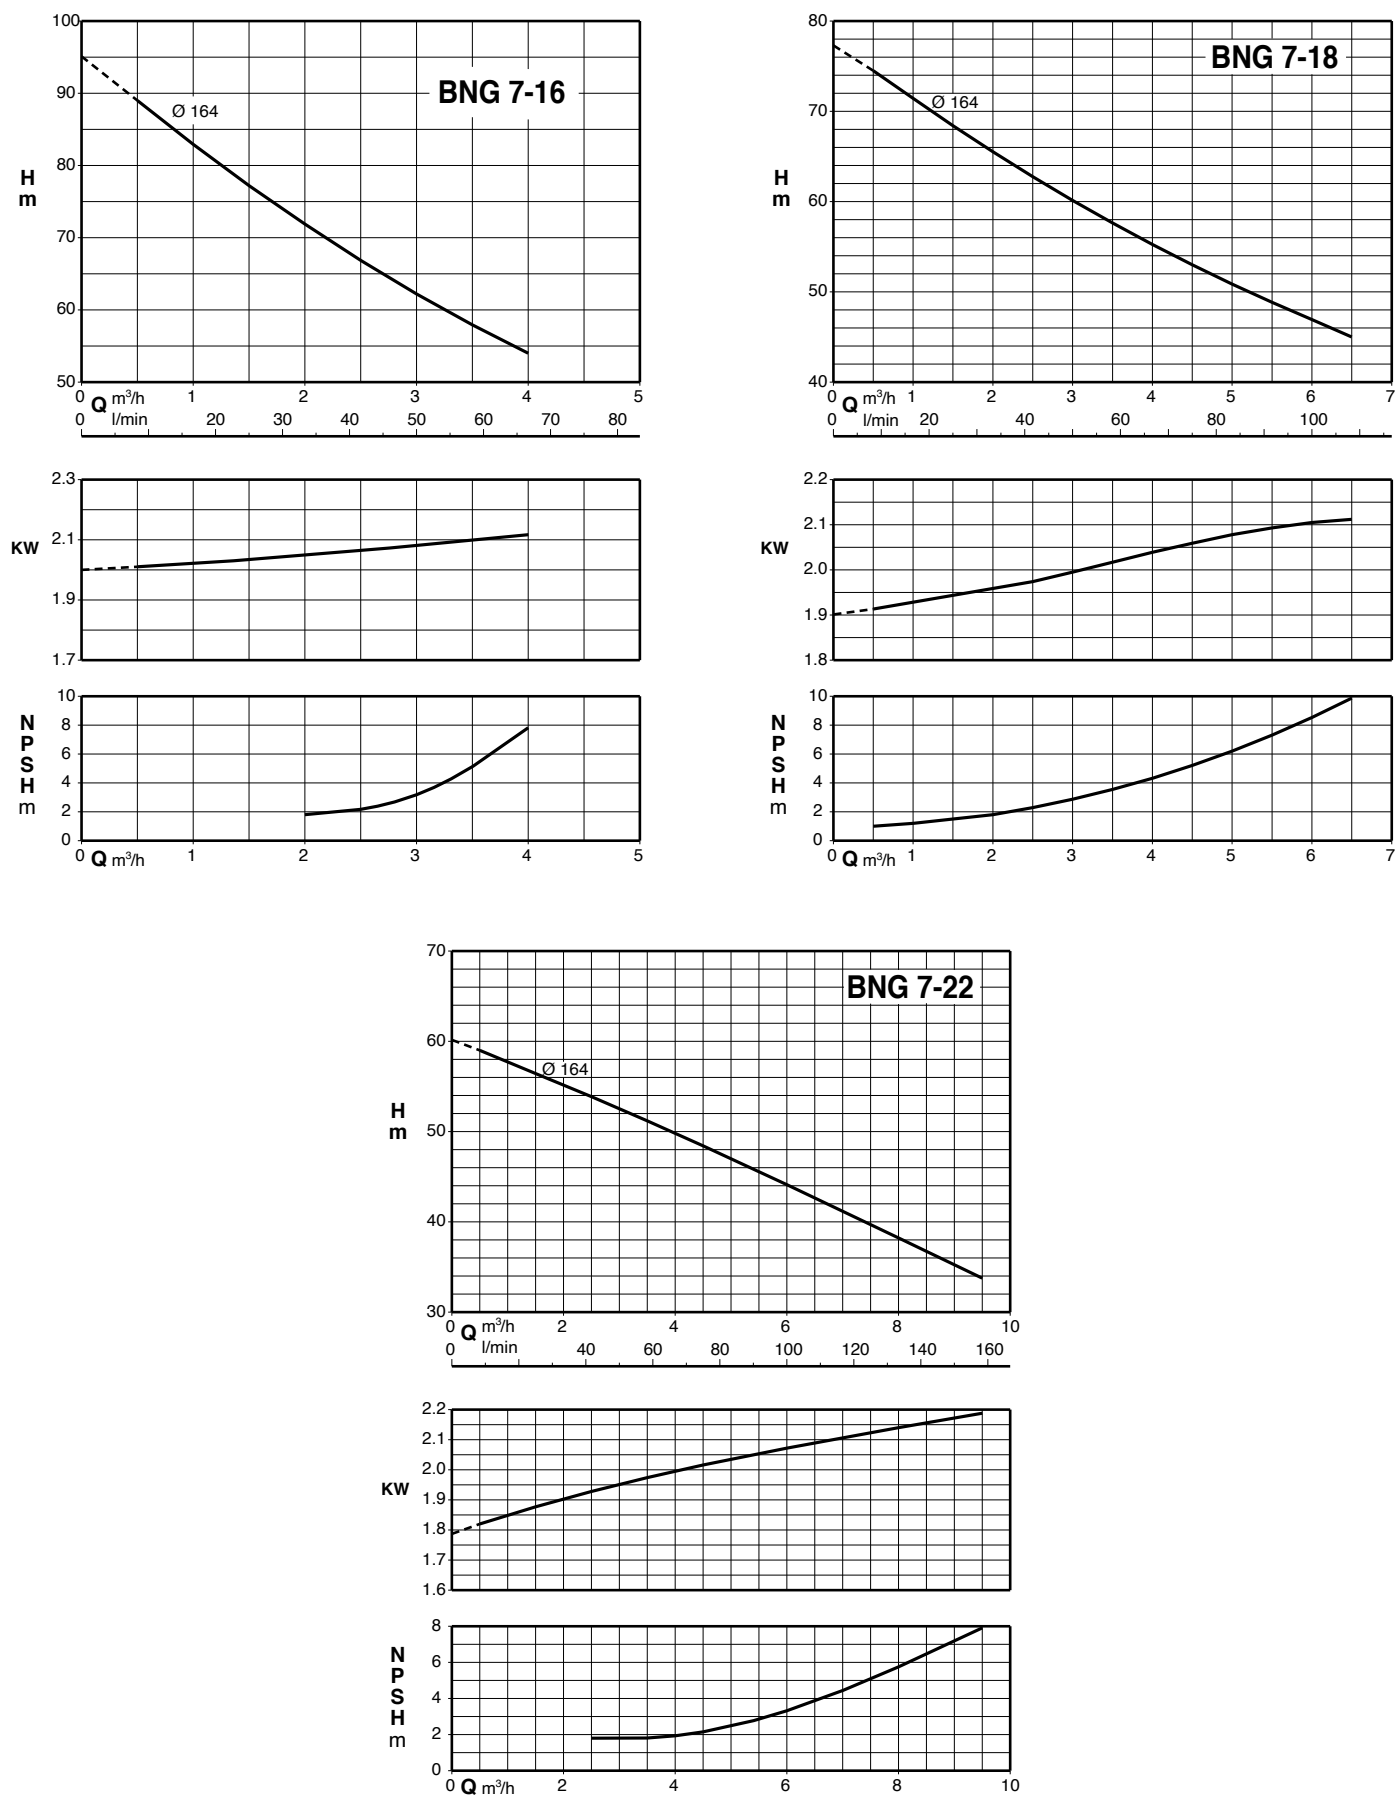 BNG 7-16
Ø 164
100
90
80
70
60
50
H
m
0 1 2 3 4 5
Q m³/h
0 20 30 40 50 60 70 80
l/min
2.3
2.1
1.9
1.7
KW
10
8
6
4
2
0
N
P
S
H
m
0 Q m³/h 1 2 3 4 5
BNG 7-18
Ø 164
80
70
60
50
40
H
m
0 1 2 3 4 5 6 7
Q m³/h
0 l/min 20 40 60 80 100
2.2
2.1
2.0
1.9
1.8
KW
10
8
6
4
2
0
N
P
S
H
m
0 Q m³/h 1 2 3 4 5 6 7
BNG 7-22
Ø 164
70
60
50
40
30
H
m
0 2 4 6 8 10
Q m³/h
0 l/min 40 60 80 100 120 140 160
2.2
2.1
2.0
1.9
1.8
1.7
1.6
KW
8
6
4
2
0
N
P
S
H
m
0 Q m³/h 2 4 6 8 10